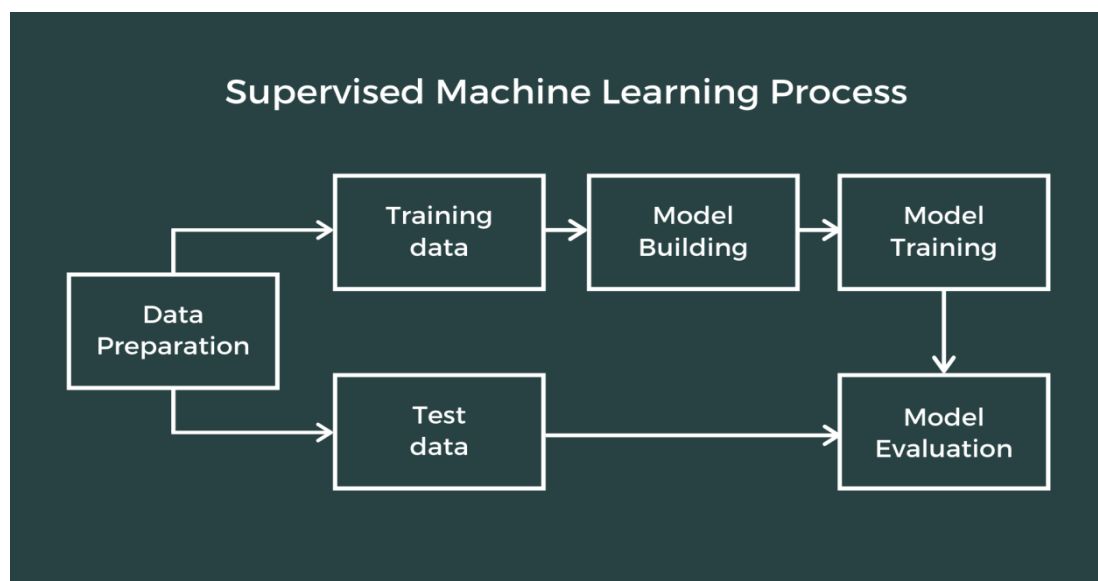 Supervised Machine Learning Process
Training
data
Model
Building
Model
Training
Data
Preparation
Test
data
Model
Evaluation